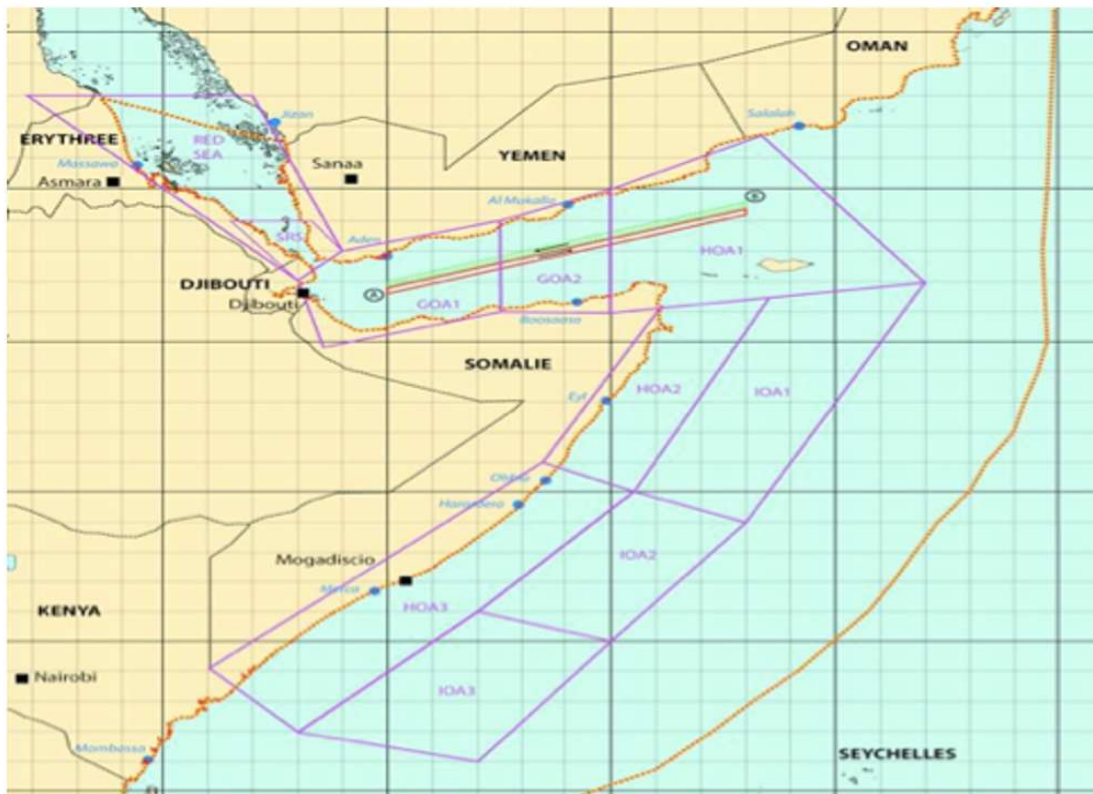 OMAN
Salalah
Jizan
ERYTHREE
RED
SEA
Sanaa
YEMEN
Massawa
Asmara
B
Al Mukalla
SRS
Aden
HOA1
DJIBOUTI
GOA2
A
Djibouti
GOA1
Boosaaso
SOMALIE
HOA2
IOA1
Eyl
Obbia
Harardeere
IOA2
Mogadiscio
Merca
HOA3
KENYA
Nairobi
IOA3
Mombassa
SEYCHELLES